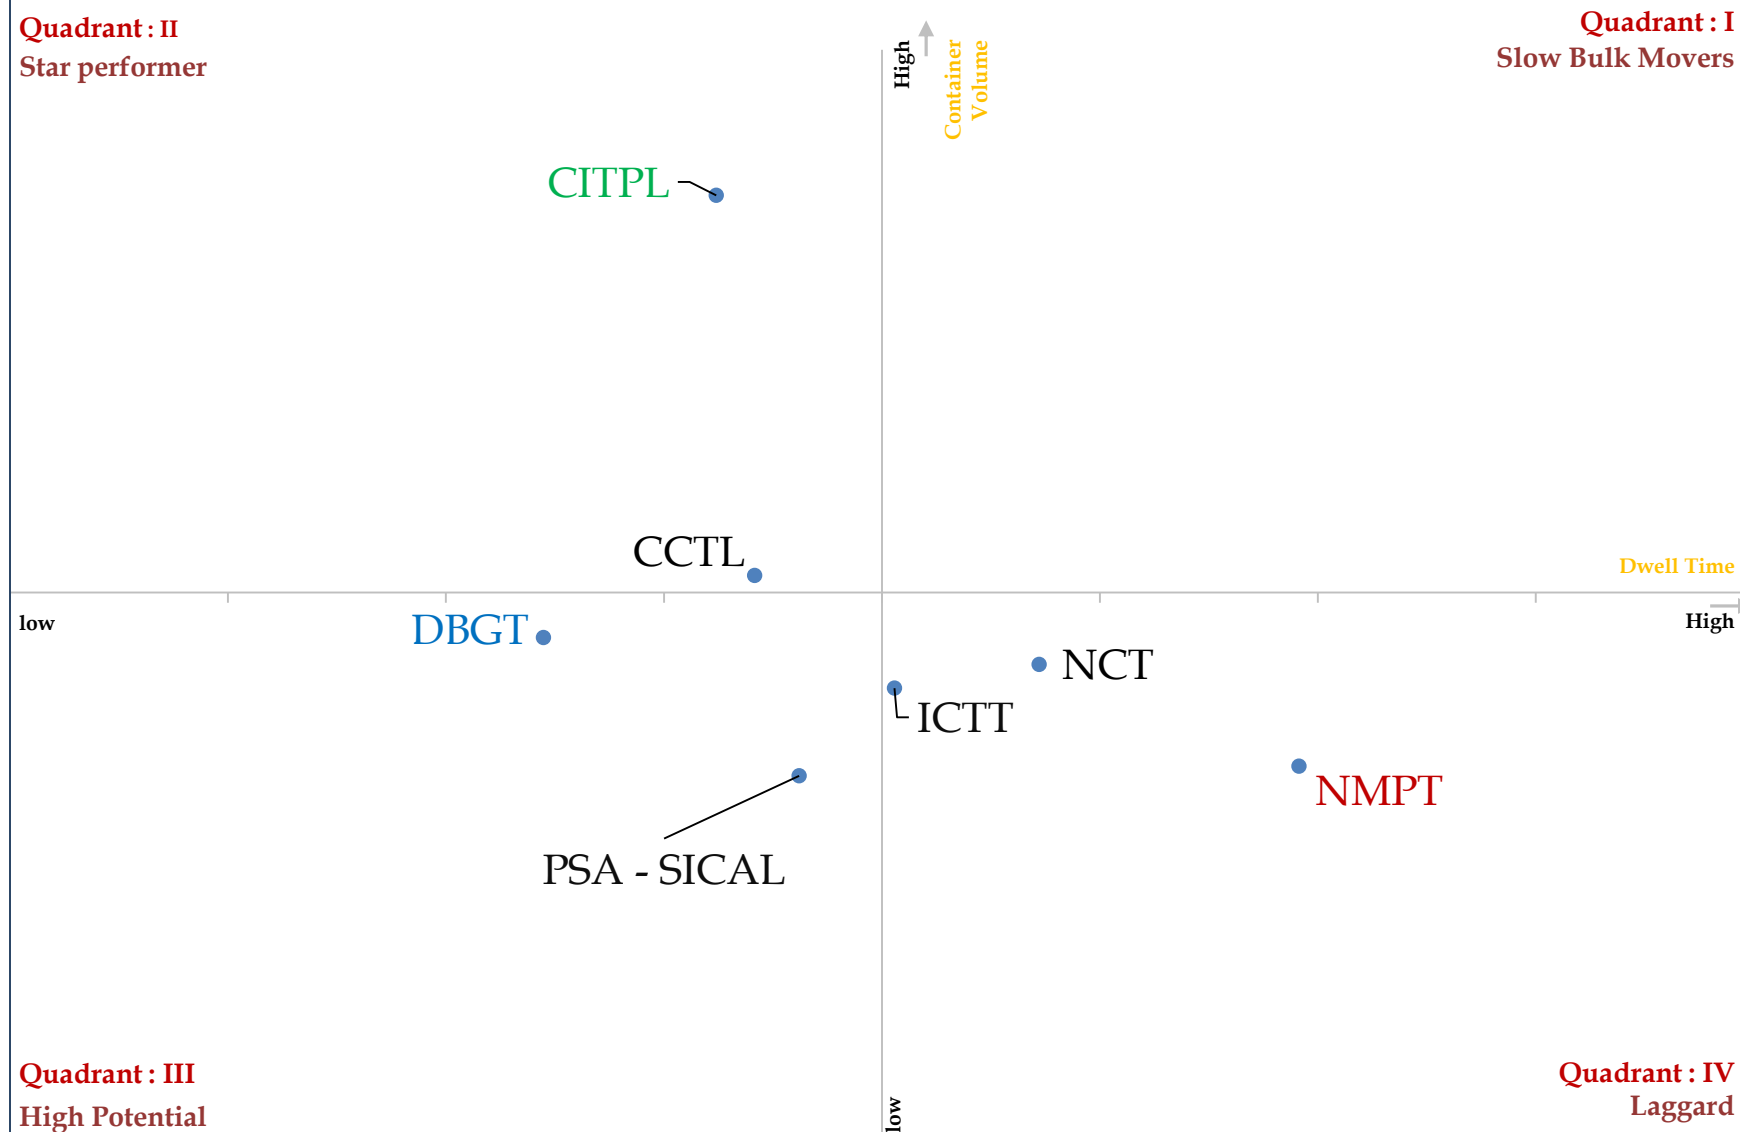 Quadrant : II
Star performer
Quadrant : I
Slow Bulk Movers
High
Container
Volume
CITPL
CCTL
Dwell Time
low
High
DBGT
NCT
ICTT
NMPT
PSA - SICAL
Quadrant : III
High Potential
low
Quadrant : IV
Laggard